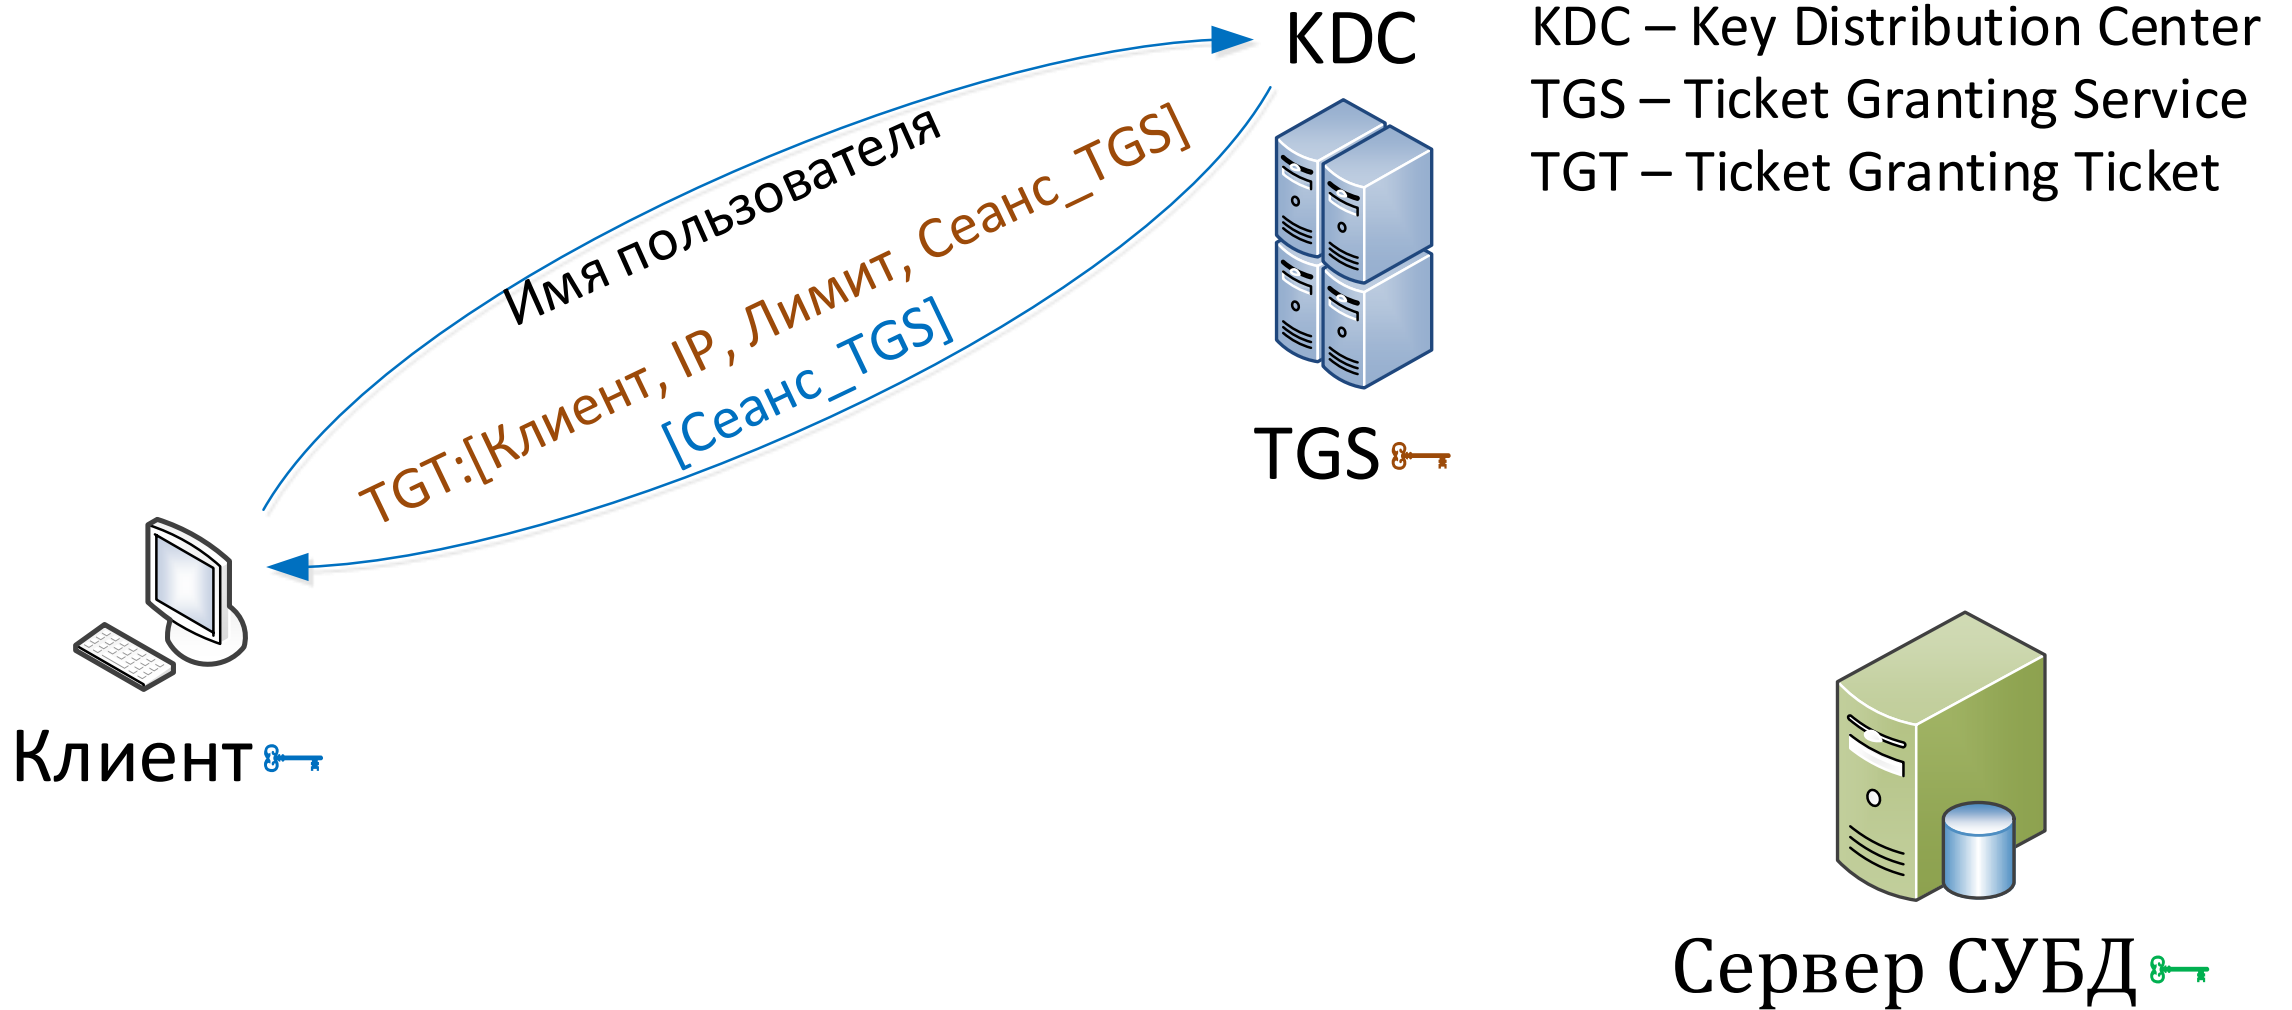 KDC
KDC – Key Distribution Center
TGS – Ticket Granting Service
TGT – Ticket Granting Ticket
Имя пользователя
TGT:[Клиент, IP, Лимит, Сеанс_TGS]
[Сеанс_TGS]
TGS
Клиент
Сервер СУБД